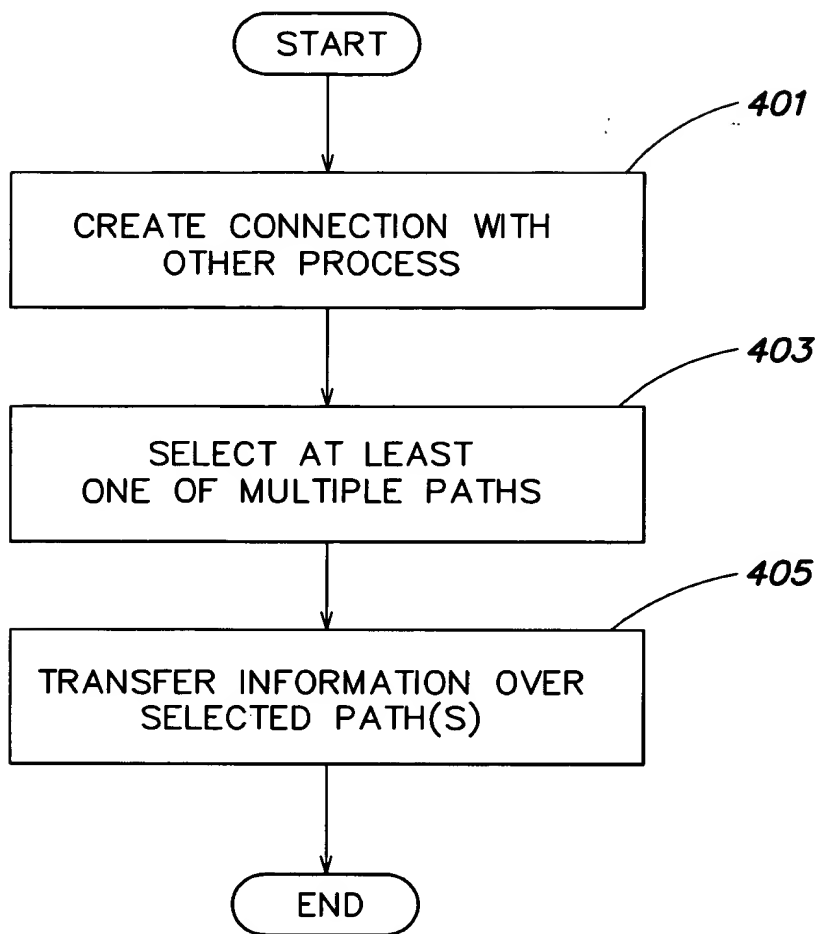 START
401
CREATE CONNECTION WITH
OTHER PROCESS
403
SELECT AT LEAST
ONE OF MULTIPLE PATHS
405
TRANSFER INFORMATION OVER
SELECTED PATH(S)
END